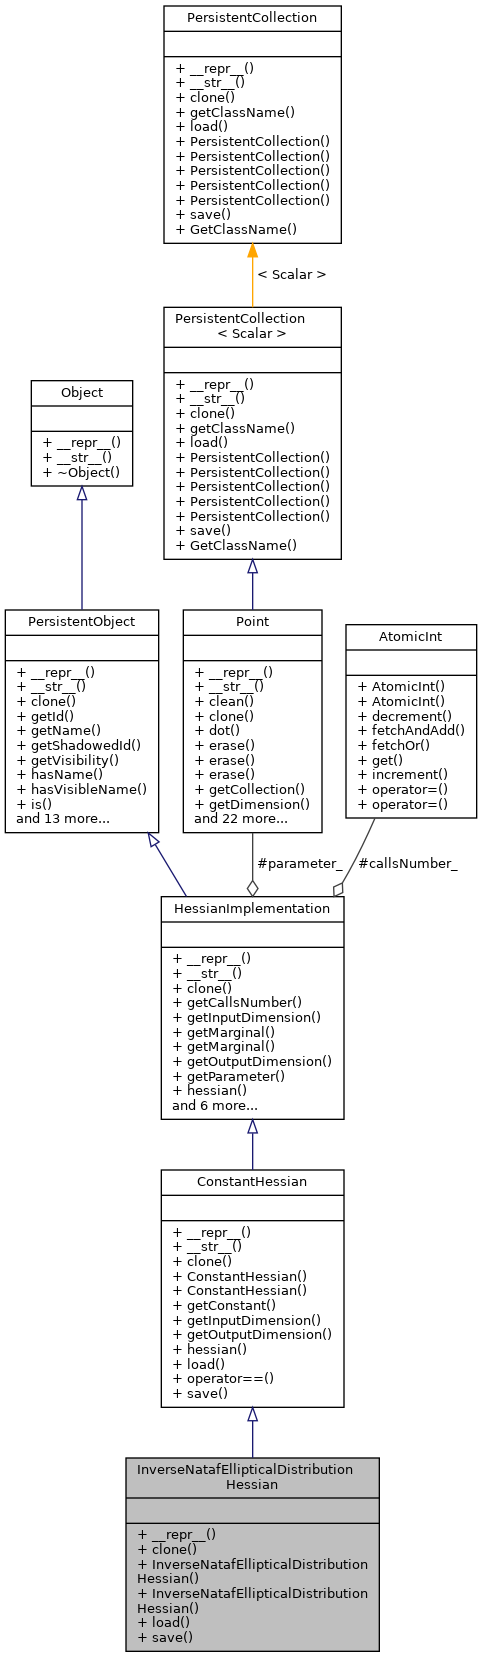 PersistentCollection
+ __repr__()
+ __str__()
+ clone()
+ getClassName()
+ load()
+ PersistentCollection()
+ PersistentCollection()
+ PersistentCollection()
+ PersistentCollection()
+ PersistentCollection()
+ save()
+ GetClassName()
< Scalar >
PersistentCollection
< Scalar >
+ __repr__()
+ __str__()
+ clone()
+ getClassName()
+ load()
+ PersistentCollection()
+ PersistentCollection()
+ PersistentCollection()
+ PersistentCollection()
+ PersistentCollection()
+ save()
+ GetClassName()
Object
+ __repr__()
+ __str__()
+ ~Object()
PersistentObject
+ __repr__()
+ __str__()
+ clone()
+ getId()
+ getName()
+ getShadowedId()
+ getVisibility()
+ hasName()
+ hasVisibleName()
+ is()
and 13 more...
Point
+ __repr__()
+ __str__()
+ clean()
+ clone()
+ dot()
+ erase()
+ erase()
+ erase()
+ getCollection()
+ getDimension()
and 22 more...
AtomicInt
+ AtomicInt()
+ AtomicInt()
+ decrement()
+ fetchAndAdd()
+ fetchOr()
+ get()
+ increment()
+ operator=()
+ operator=()
#parameter_
#callsNumber_
HessianImplementation
+ __repr__()
+ __str__()
+ clone()
+ getCallsNumber()
+ getInputDimension()
+ getMarginal()
+ getMarginal()
+ getOutputDimension()
+ getParameter()
+ hessian()
and 6 more...
ConstantHessian
+ __repr__()
+ __str__()
+ clone()
+ ConstantHessian()
+ ConstantHessian()
+ getConstant()
+ getInputDimension()
+ getOutputDimension()
+ hessian()
+ load()
+ operator==()
+ save()
InverseNatafEllipticalDistribution
Hessian
+ __repr__()
+ clone()
+ InverseNatafEllipticalDistribution
Hessian()
+ InverseNatafEllipticalDistribution
Hessian()
+ load()
+ save()